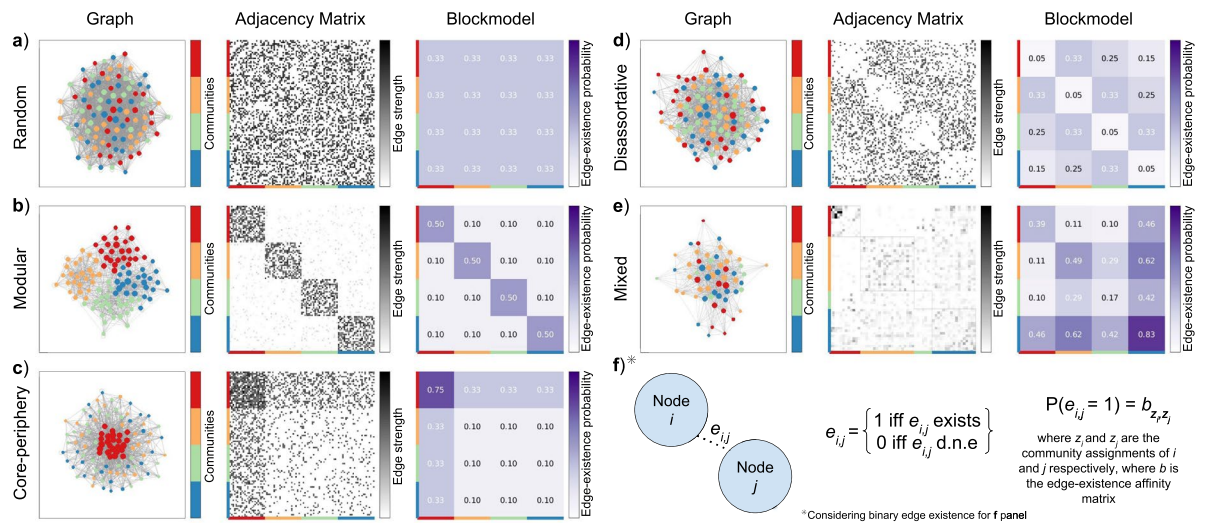 Graph Adjacency Matrix Blockmodel
a)
Random
Communities
Edge strength
0.33 0.33 0.33 0.33
0.33 0.33 0.33 0.33
0.33 0.33 0.33 0.33
0.33 0.33 0.33 0.33
Edge-existence probability
b)
Modular
Communities
Edge strength
0.50 0.10 0.10 0.10
0.10 0.50 0.10 0.10
0.10 0.10 0.50 0.10
0.10 0.10 0.10 0.50
Edge-existence probability
c)
Core-periphery
Communities
Edge strength
0.75 0.33 0.33 0.33
0.33 0.10 0.10 0.10
0.33 0.10 0.10 0.10
0.33 0.10 0.10 0.10
Edge-existence probability
Graph Adjacency Matrix Blockmodel
d)
Disassortative
Communities
Edge strength
0.05 0.33 0.25 0.15
0.33 0.05 0.33 0.25
0.25 0.33 0.05 0.33
0.15 0.25 0.33 0.05
Edge-existence probability
e)
Mixed
Communities
Edge strength
0.39 0.11 0.10 0.46
0.11 0.49 0.29 0.62
0.10 0.29 0.17 0.42
0.46 0.62 0.42 0.83
Edge-existence probability
f)*
Node
i
e i,j
Node
j
e i,j = { 1 iff e i,j exists
0 iff e i,j d.n.e }
P(e i,j = 1) = b z i, z j
where z i and z j are the
community assignments of i
and j respectively, where b is
the edge-existence affinity
matrix
*Considering binary edge existence for f panel